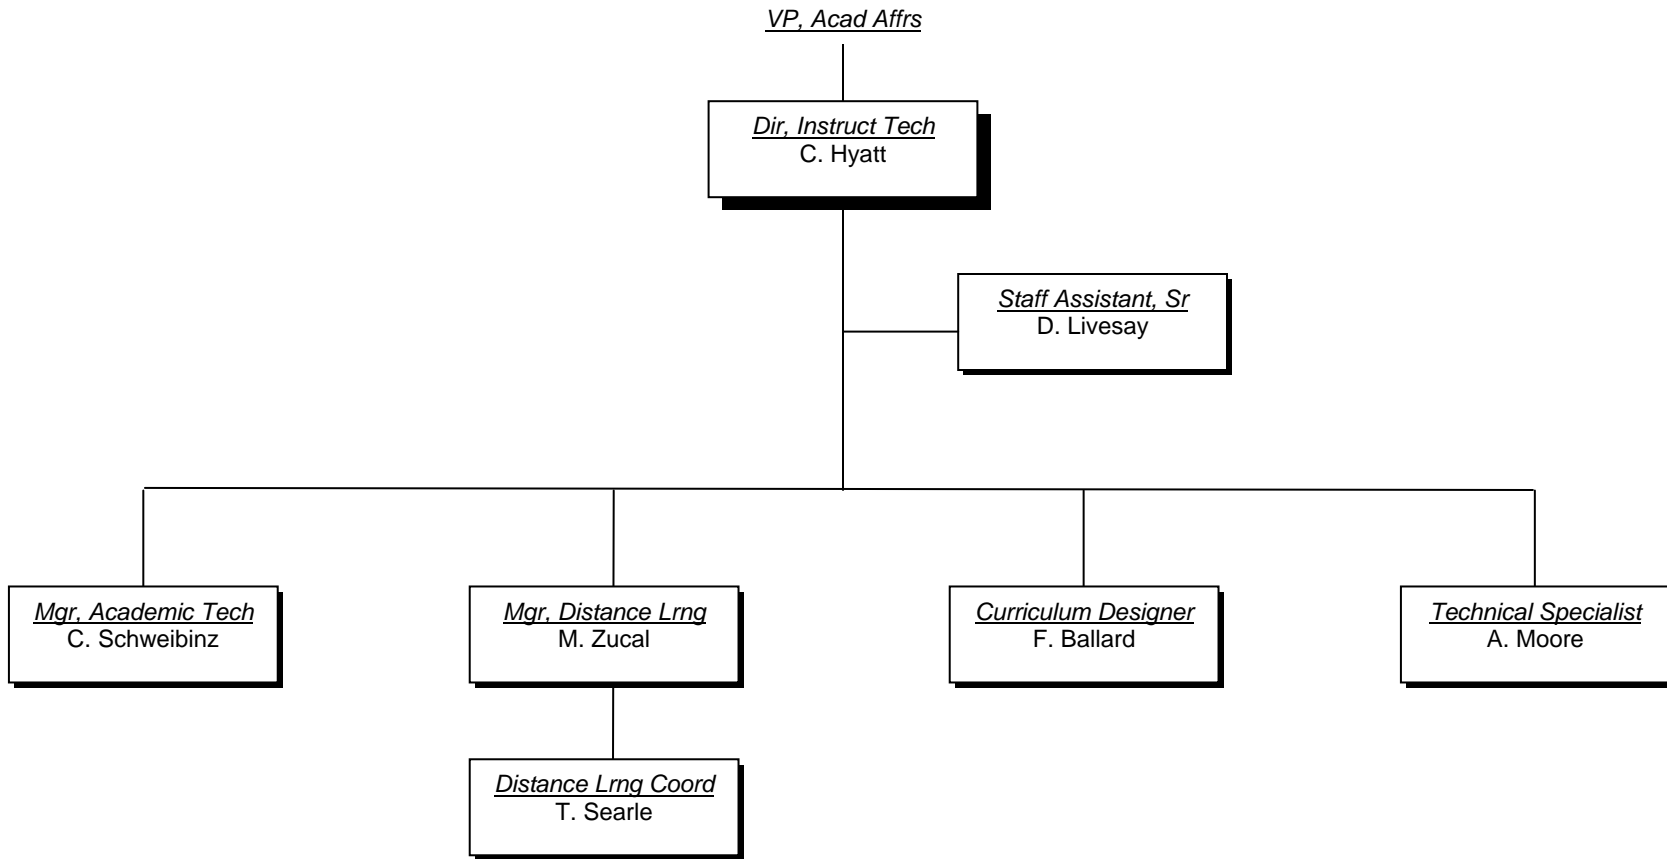 VP, Acad Affrs
Dir, Instruct Tech
C. Hyatt
Staff Assistant, Sr
D. Livesay
Mgr, Academic Tech
C. Schweibinz
Mgr, Distance Lrng
M. Zucal
Curriculum Designer
F. Ballard
Technical Specialist
A. Moore
Distance Lrng Coord
T. Searle